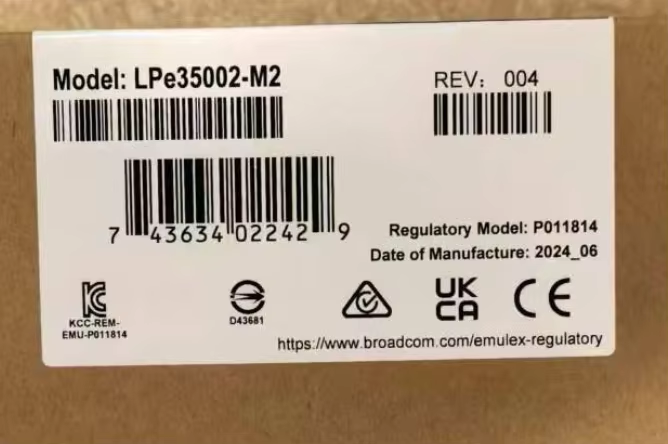 Model: LPe35002-M2
REV: 004
7 43634 02242 9
Regulatory Model: P011814
Date of Manufacture: 2024_06
KCC-REM-
EMU-P011814
D43681
UK
CA
CE
https://www.broadcom.com/emulex-regulatory